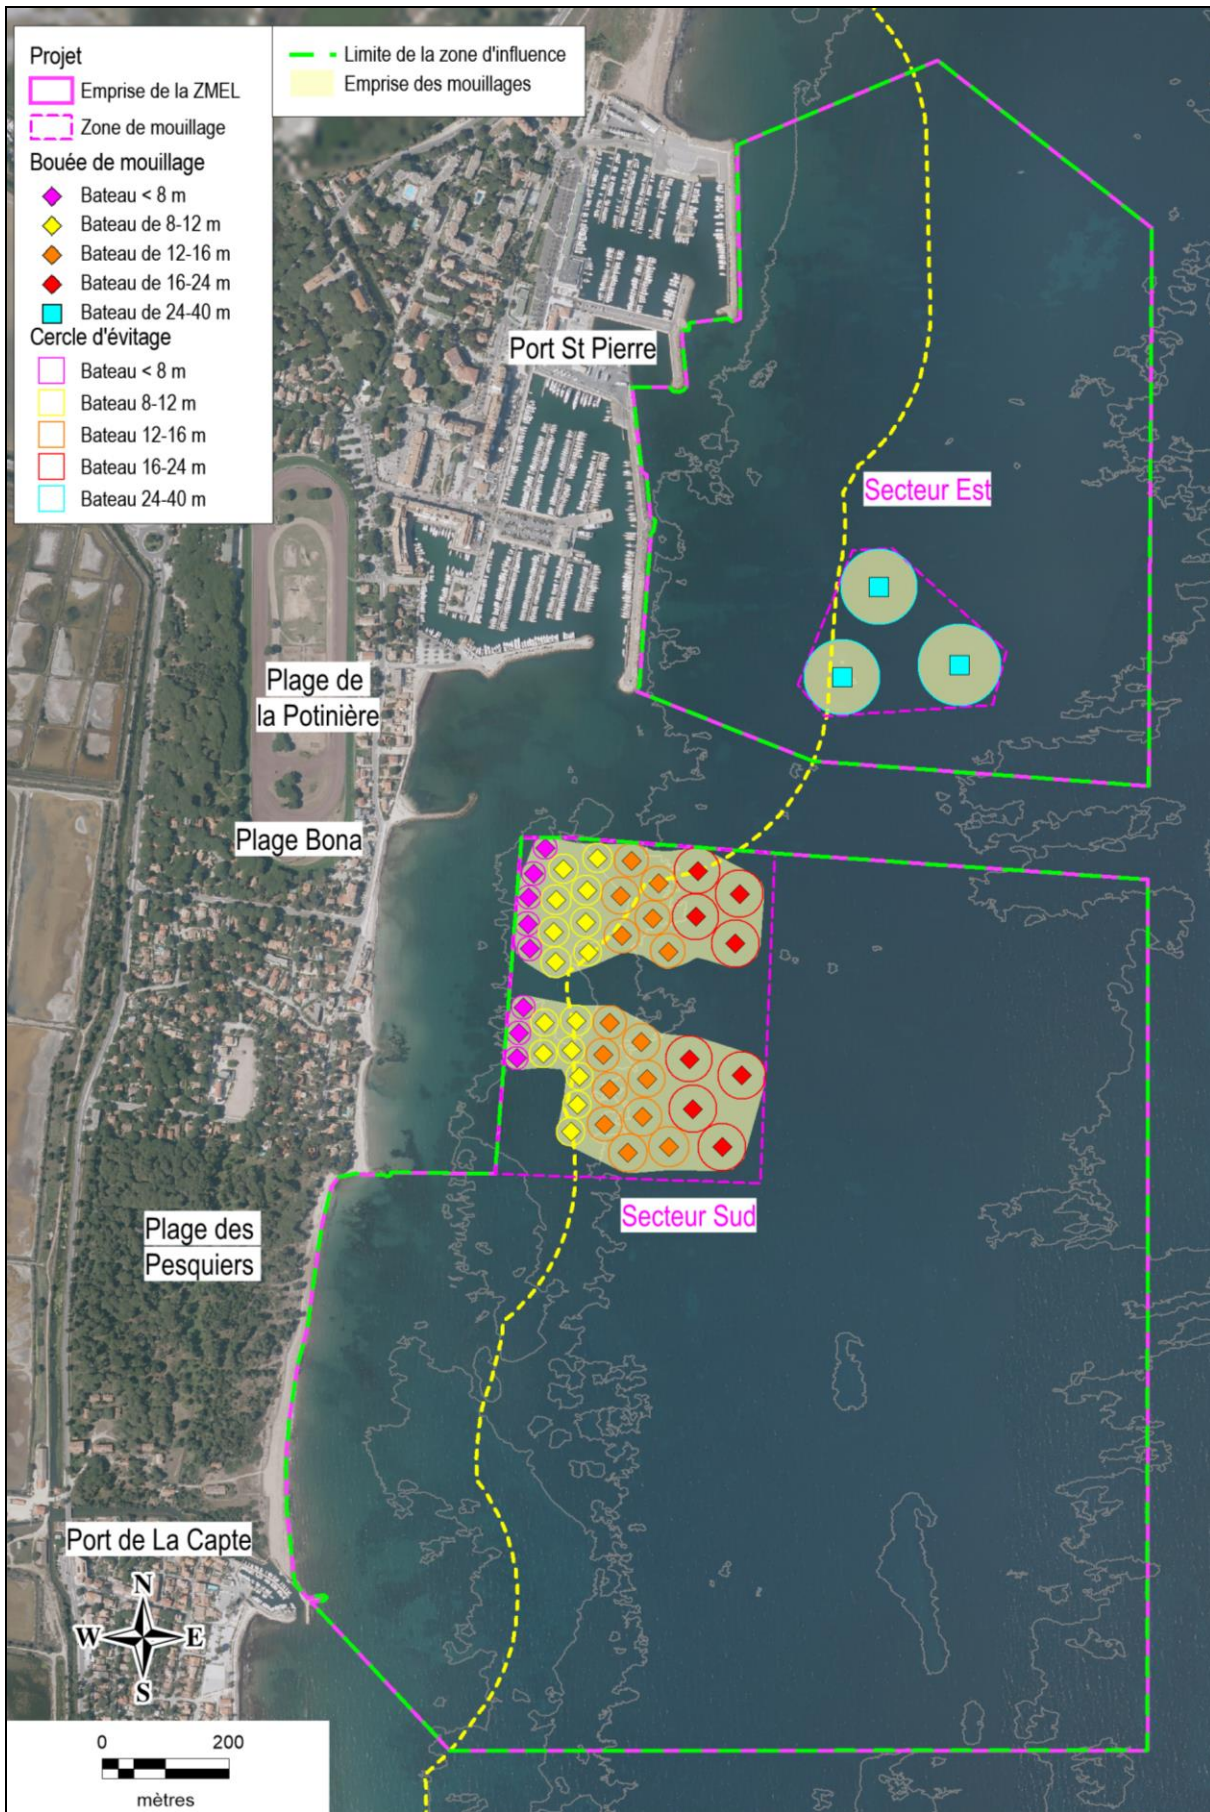 Projet
Emprise de la ZMEL
Zone de mouillage
Bouée de mouillage
Bateau < 8 m
Bateau de 8-12 m
Bateau de 12-16 m
Bateau de 16-24 m
Bateau de 24-40 m
Cercle d'évitage
Bateau < 8 m
Bateau 8-12 m
Bateau 12-16 m
Bateau 16-24 m
Bateau 24-40 m
Limite de la zone d'influence
Emprise des mouillages
Port St Pierre
Secteur Est
Plage de
la Potinière
Plage Bona
Secteur Sud
Plage des
Pesquiers
Port de La Capte
N
W E
S
0 200
mètres